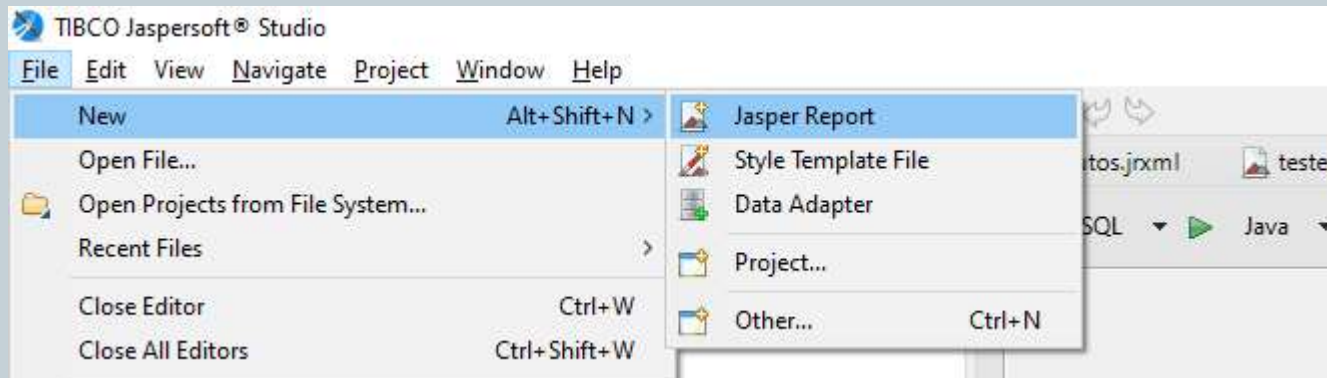 TIBCO Jaspersoft® Studio
File Edit View Navigate Project Window Help
New Alt+Shift+N >
Open File...
Open Projects from File System...
Recent Files >
Close Editor Ctrl+W
Close All Editors Ctrl+Shift+W
Jasper Report
Style Template File
Data Adapter
Project...
Other... Ctrl+N
tos.jrxml teste
SQL Java